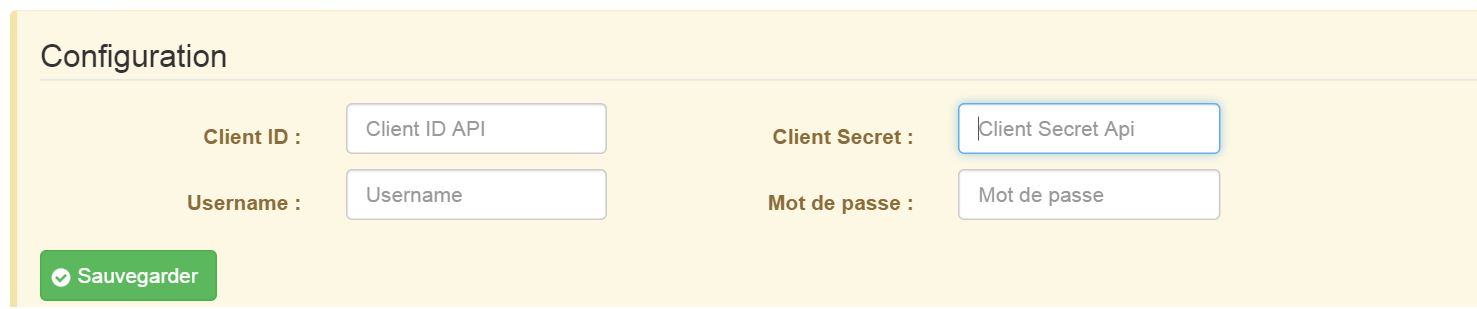 Configuration
Client ID : Client ID API Client Secret : Client Secret Api
Username : Username Mot de passe : Mot de passe
Sauvegarder